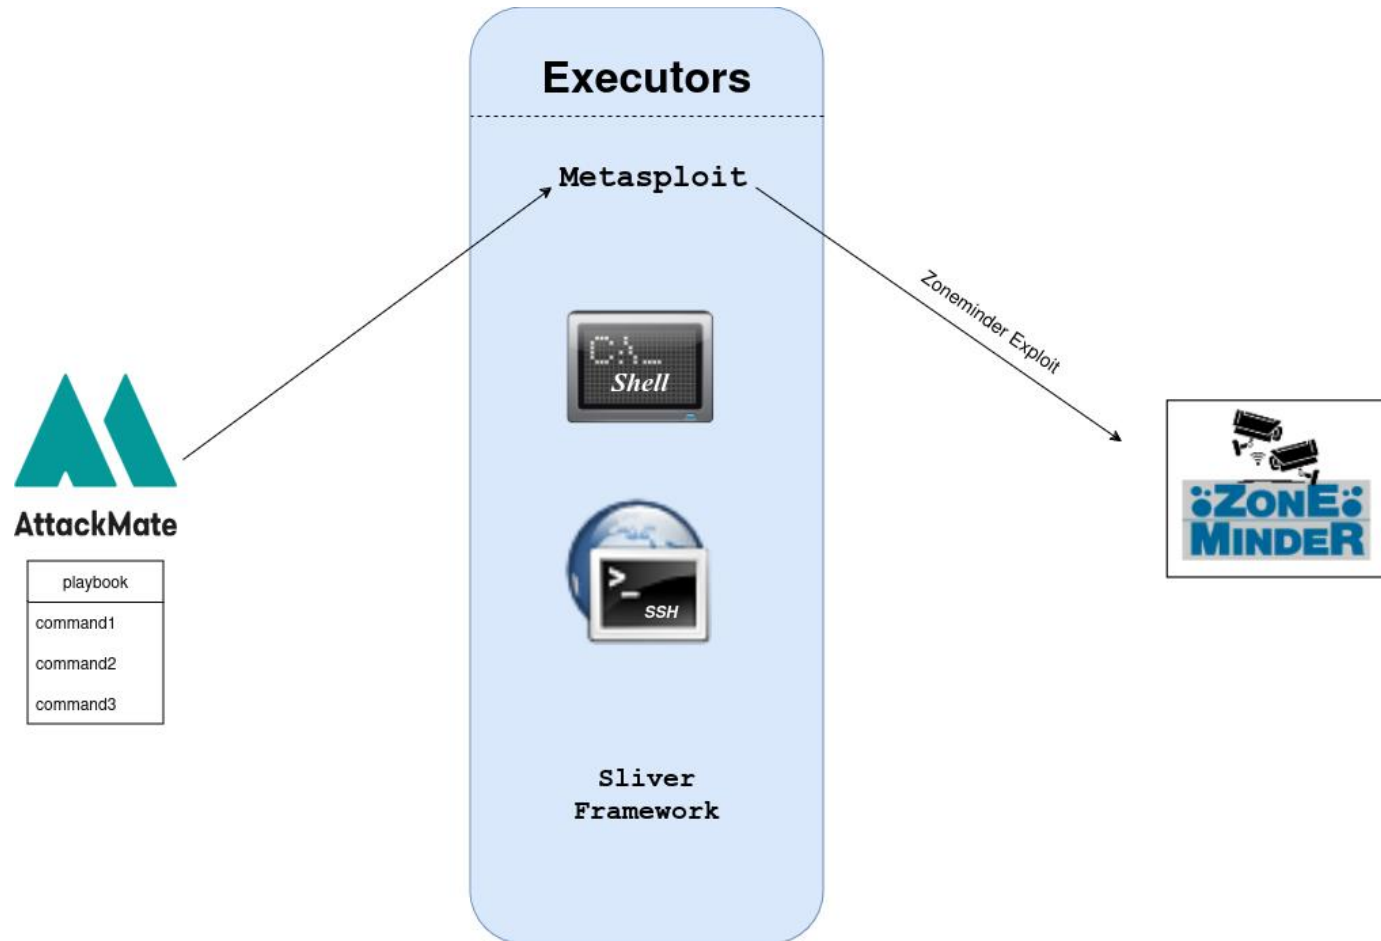 Executors
Metasploit
Zoneminder Exploit
C:\_
Shell
AttackMate
playbook
command1
command2
command3
>_
SSH
ZONE
MINDER
Sliver
Framework